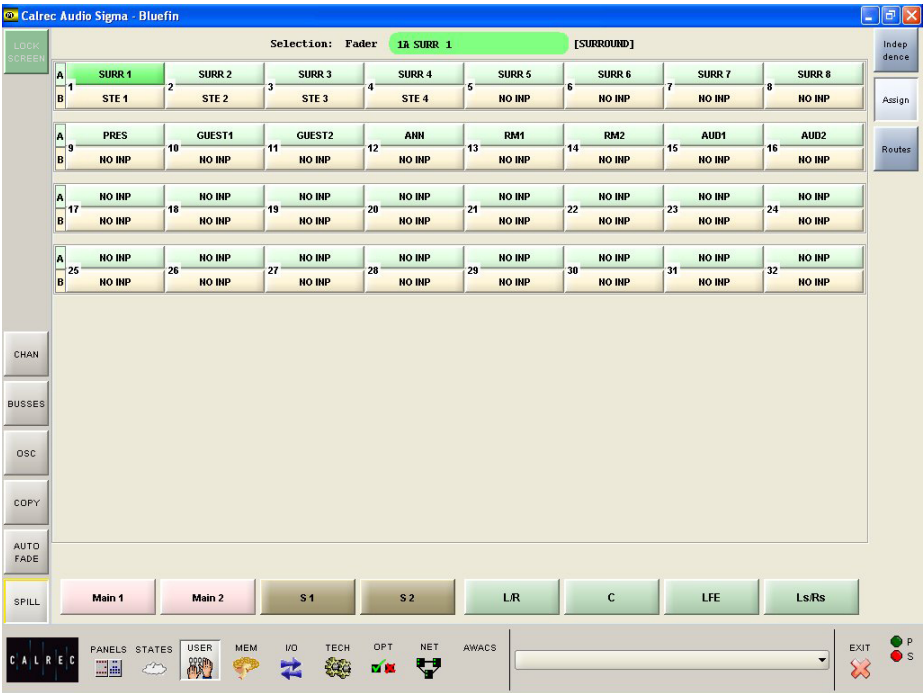 Calrec Audio Sigma - Bluefin
LOCK
SCREEN
Selection: Fader 1A SURR 1 [SURROUND]
Indep
dence
Assign
Routes
A SURR 1 SURR 2 SURR 3 SURR 4 SURR 5 SURR 6 SURR 7 SURR 8
1 2 3 4 5 6 7 8
B STE 1 STE 2 STE 3 STE 4 NO INP NO INP NO INP NO INP
A PRES GUEST1 GUEST2 ANN RM1 RM2 AUD1 AUD2
9 10 11 12 13 14 15 16
B NO INP NO INP NO INP NO INP NO INP NO INP NO INP NO INP
A NO INP NO INP NO INP NO INP NO INP NO INP NO INP NO INP
17 18 19 20 21 22 23 24
B NO INP NO INP NO INP NO INP NO INP NO INP NO INP NO INP
A NO INP NO INP NO INP NO INP NO INP NO INP NO INP NO INP
25 26 27 28 29 30 31 32
B NO INP NO INP NO INP NO INP NO INP NO INP NO INP NO INP
CHAN
BUSSES
OSC
COPY
AUTO
FADE
SPILL
Main 1 Main 2 S 1 S 2 L/R C LFE Ls/Rs
CALREC
PANELS STATES USER MEM I/O TECH OPT NET AWACS
EXIT
P
S